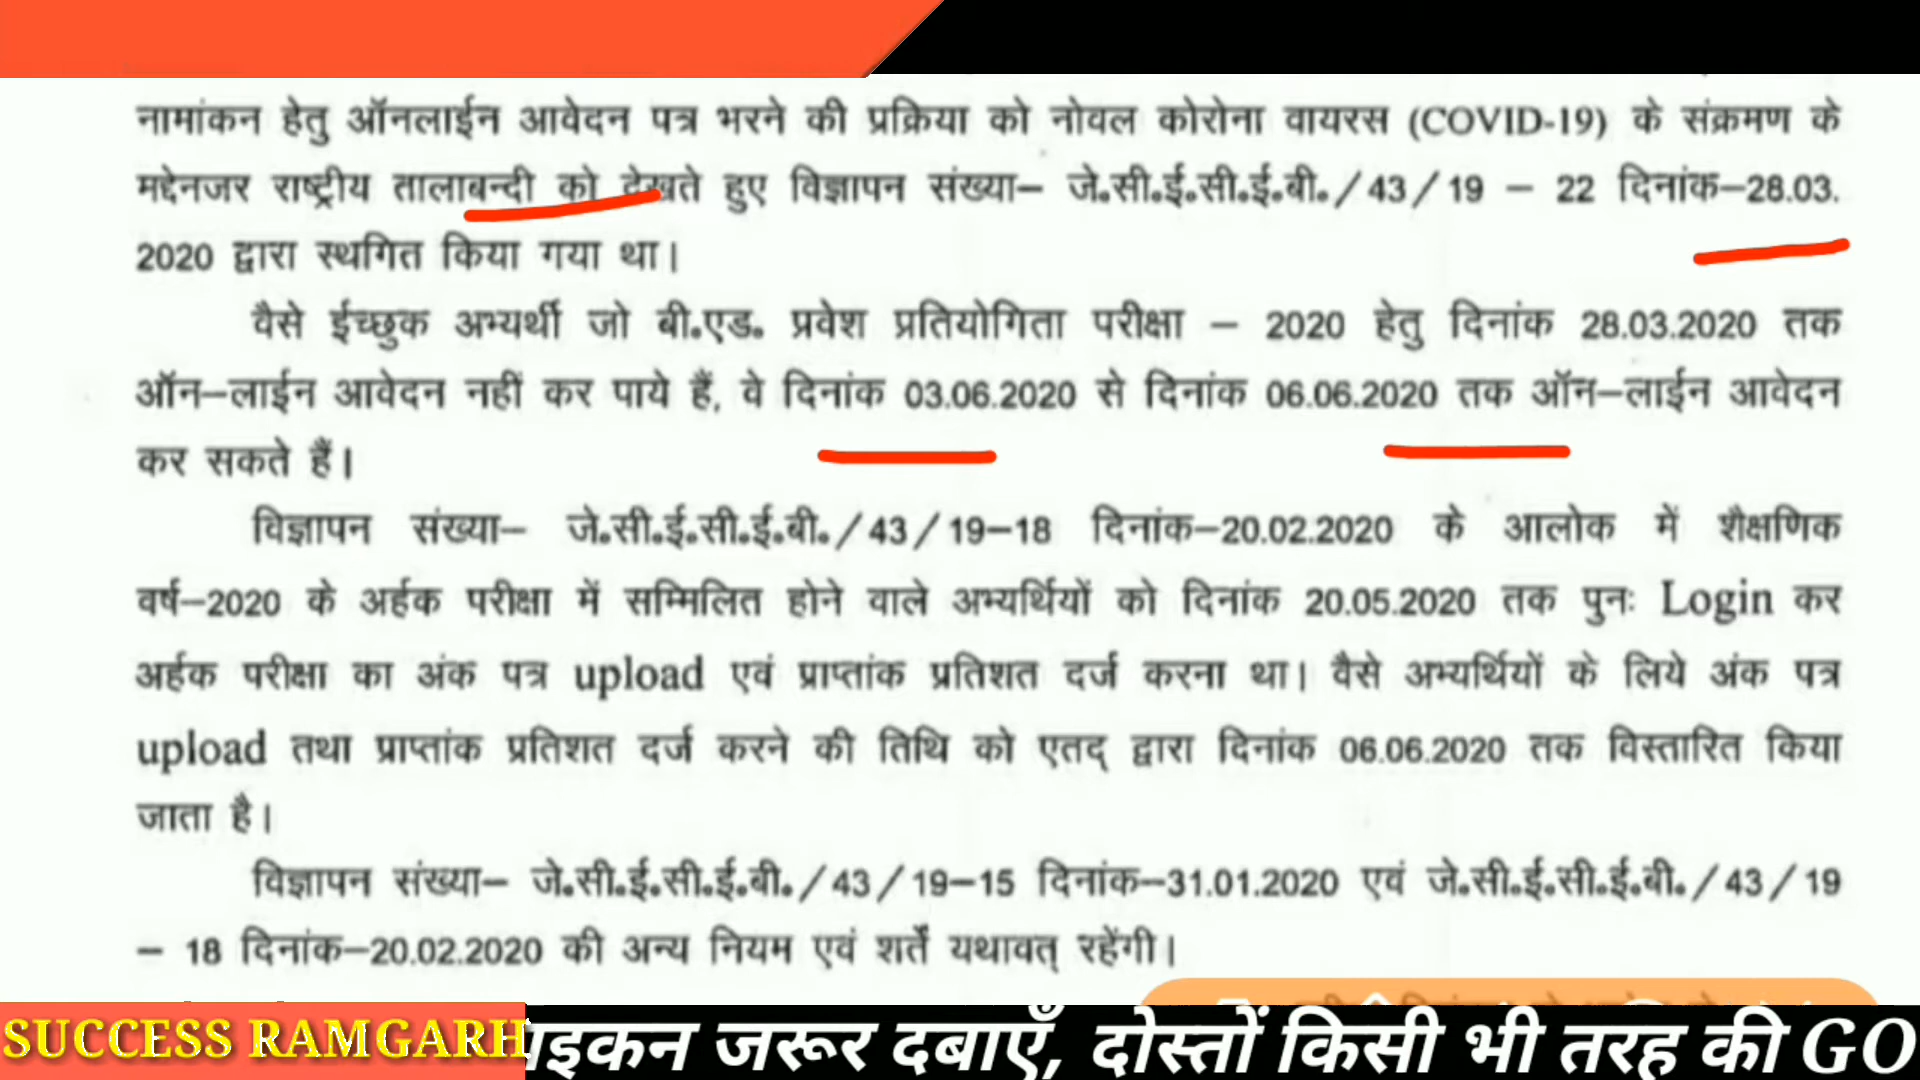 नामांकन हेतु ऑनलाईन आवेदन पत्र भरने की प्रक्रिया को नोवल कोरोना वायरस (COVID-19) के संक्रमण के
मद्देनजर राष्ट्रीय तालाबन्दी को देखते हुए विज्ञापन संख्या– जे.सी.ई.सी.ई.बी./43/19 – 22 दिनांक–28.03.
2020 द्वारा स्थगित किया गया था।
वैसे ईच्छुक अभ्यर्थी जो बी.एड. प्रवेश प्रतियोगिता परीक्षा – 2020 हेतु दिनांक 28.03.2020 तक
ऑन–लाईन आवेदन नहीं कर पाये हैं, वे दिनांक 03.06.2020 से दिनांक 06.06.2020 तक ऑन–लाईन आवेदन
कर सकते हैं।
विज्ञापन संख्या– जे.सी.ई.सी.ई.बी./43/19–18 दिनांक–20.02.2020 के आलोक में शैक्षणिक
वर्ष–2020 के अर्हक परीक्षा में सम्मिलित होने वाले अभ्यर्थियों को दिनांक 20.05.2020 तक पुनः Login कर
अर्हक परीक्षा का अंक पत्र upload एवं प्राप्तांक प्रतिशत दर्ज करना था। वैसे अभ्यर्थियों के लिये अंक पत्र
upload तथा प्राप्तांक प्रतिशत दर्ज करने की तिथि को एतद् द्वारा दिनांक 06.06.2020 तक विस्तारित किया
जाता है।
विज्ञापन संख्या– जे.सी.ई.सी.ई.बी./43/19–15 दिनांक–31.01.2020 एवं जे.सी.ई.सी.ई.बी./43/19
– 18 दिनांक–20.02.2020 की अन्य नियम एवं शर्तें यथावत् रहेंगी।
SUCCESS RAMGARH
इकन जरूर दबाएँ, दोस्तों किसी भी तरह की GO